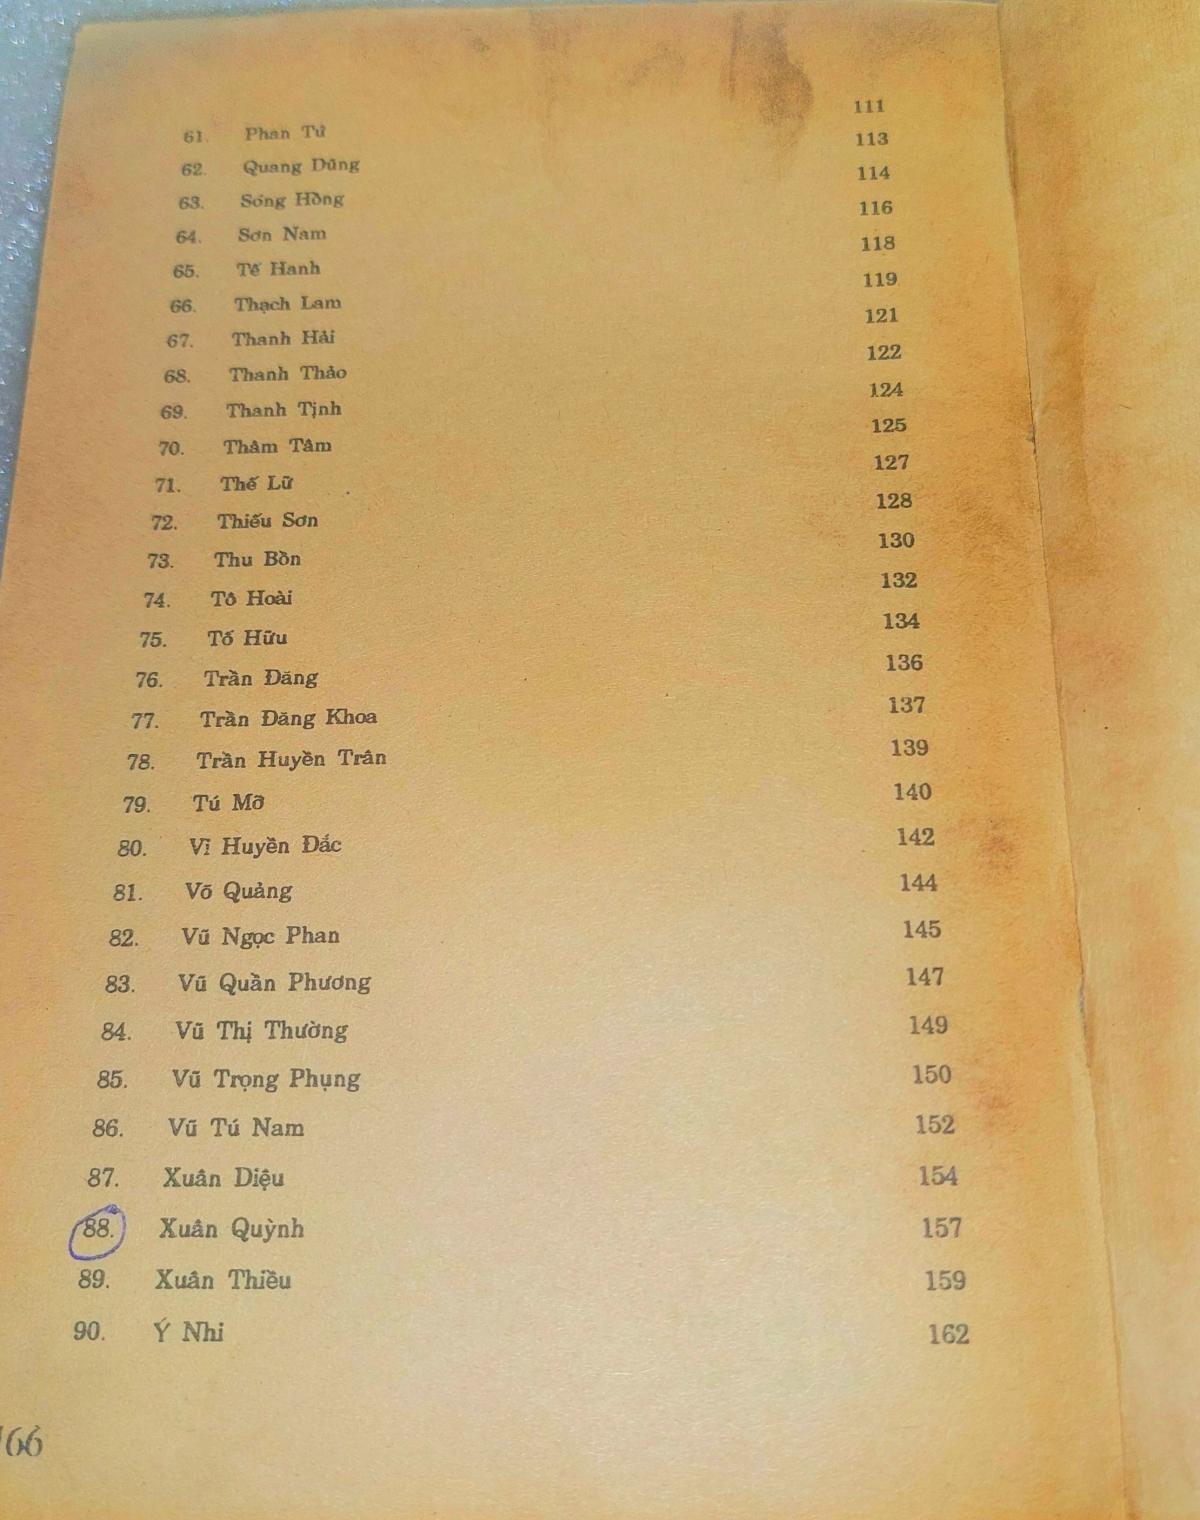 61. Phan Tứ 111
62. Quang Dũng 113
63. Sóng Hồng 114
64. Sơn Nam 116
65. Tế Hanh 118
66. Thạch Lam 119
67. Thanh Hải 121
68. Thanh Thảo 122
69. Thanh Tịnh 124
70. Thâm Tâm 125
71. Thế Lữ 127
72. Thiếu Sơn 128
73. Thu Bồn 130
74. Tô Hoài 132
75. Tố Hữu 134
76. Trần Đăng 136
77. Trần Đăng Khoa 137
78. Trần Huyền Trân 139
79. Tú Mỡ 140
80. Vi Huyền Đắc 142
81. Võ Quảng 144
82. Vũ Ngọc Phan 145
83. Vũ Quần Phương 147
84. Vũ Thị Thường 149
85. Vũ Trọng Phụng 150
86. Vũ Tú Nam 152
87. Xuân Diệu 154
88. Xuân Quỳnh 157
89. Xuân Thiều 159
90. Ý Nhi 162
166